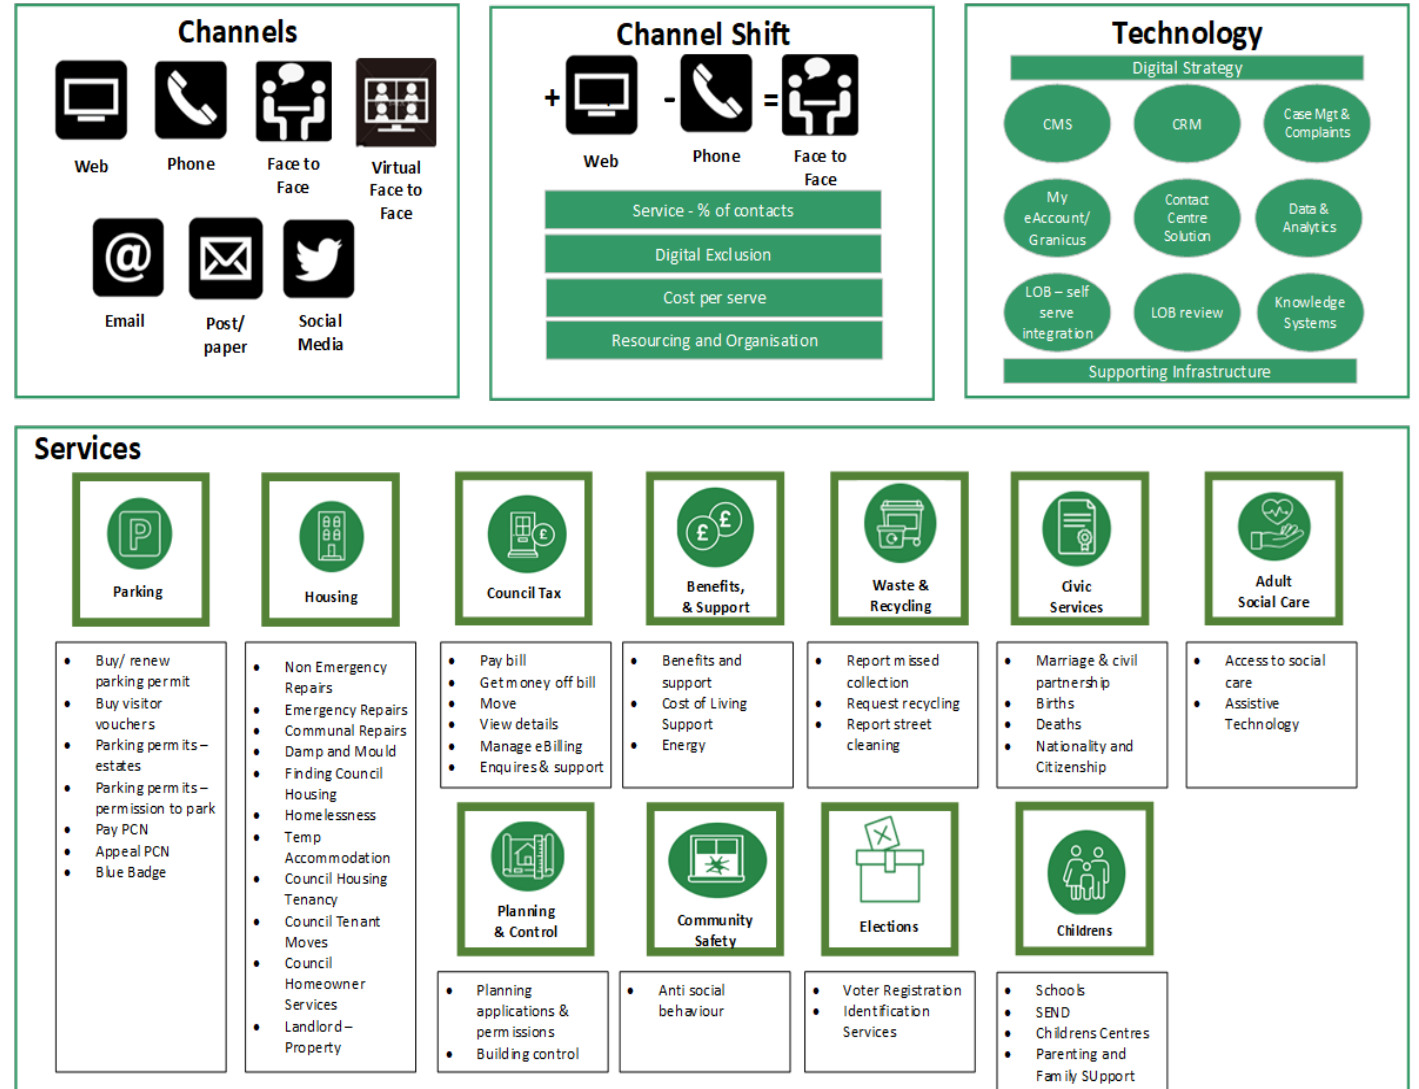 Channels
Web
Phone
Face to
Face
Virtual
Face to
Face
@
Email
Post/
paper
Social
Media
Channel Shift
+
-
=
Web
Phone
Face to
Face
Service - % of contacts
Digital Exclusion
Cost per serve
Resourcing and Organisation
Technology
Digital Strategy
CMS
CRM
Case Mgt &
Complaints
My
eAccount/
Granicus
Contact
Centre
Solution
Data &
Analytics
LOB – self
serve
integration
LOB review
Knowledge
Systems
Supporting Infrastructure
Services
P
Parking
• Buy/ renew
parking permit
• Buy visitor
vouchers
• Parking permits –
estates
• Parking permits –
permission to park
• Pay PCN
• Appeal PCN
• Blue Badge
Housing
• Non Emergency
Repairs
• Emergency Repairs
• Communal Repairs
• Damp and Mould
• Finding Council
Housing
• Homelessness
• Temp
Accommodation
• Council Housing
Tenancy
• Council Tenant
Moves
• Council
Homeowner
Services
• Landlord –
Property
£
Council Tax
• Pay bill
• Get money off bill
• Move
• View details
• Manage eBilling
• Enquires & support
£ £
Benefits,
& Support
• Benefits and
support
• Cost of Living
Support
• Energy
Waste &
Recycling
• Report missed
collection
• Request recycling
• Report street
cleaning
Civic
Services
• Marriage & civil
partnership
• Births
• Deaths
• Nationality and
Citizenship
Adult
Social Care
• Access to social
care
• Assistive
Technology
Planning
& Control
• Planning
applications &
permissions
• Building control
Community
Safety
• Anti social
behaviour
Elections
• Voter Registration
• Identification
Services
Childrens
• Schools
• SEND
• Childrens Centres
• Parenting and
Family SUpport